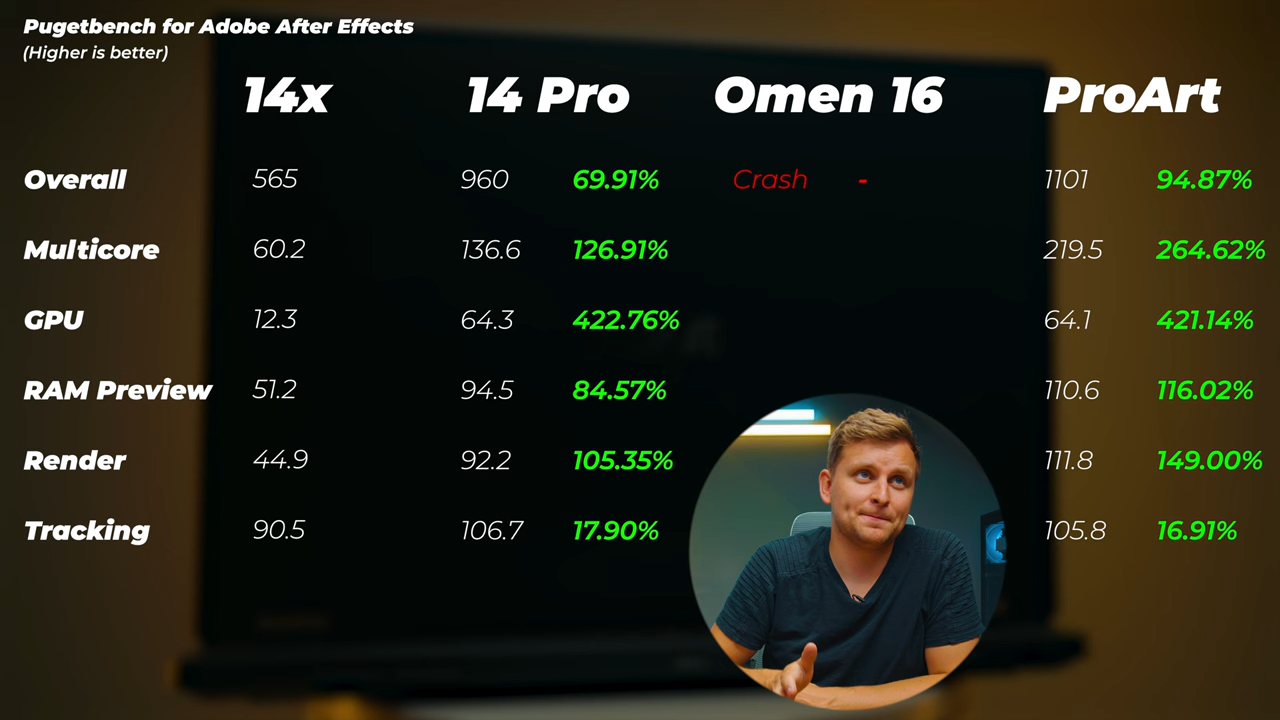 Pugetbench for Adobe After Effects
(Higher is better)
14x 14 Pro Omen 16 ProArt
Overall 565 960 69.91% Crash - 1101 94.87%
Multicore 60.2 136.6 126.91% 219.5 264.62%
GPU 12.3 64.3 422.76% 64.1 421.14%
RAM Preview 51.2 94.5 84.57% 110.6 116.02%
Render 44.9 92.2 105.35% 111.8 149.00%
Tracking 90.5 106.7 17.90% 105.8 16.91%